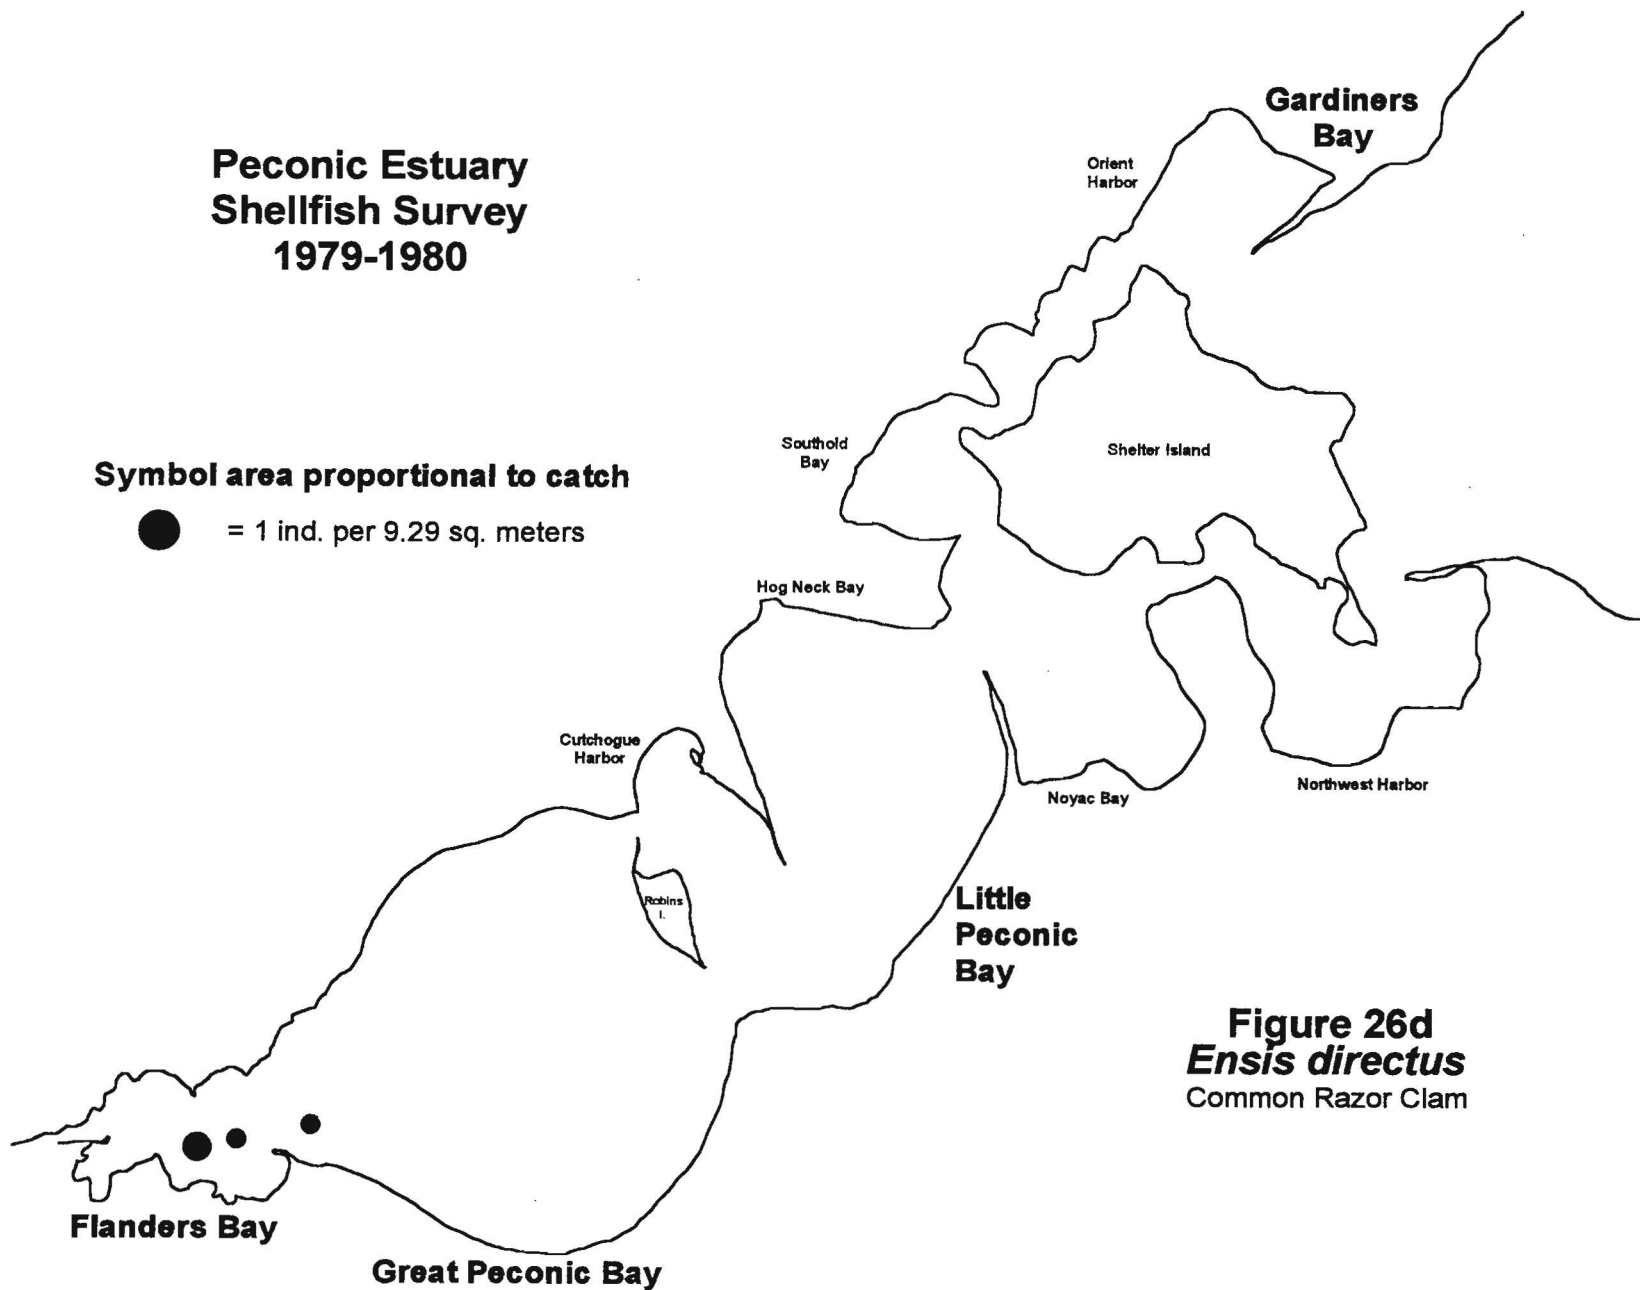 Peconic Estuary
Shellfish Survey
1979-1980
Gardiners
Bay
Orient
Harbor
Southold
Bay
Shelter Island
Symbol area proportional to catch
= 1 ind. per 9.29 sq. meters
Hog Neck Bay
Cutchogue
Harbor
Noyac Bay
Northwest Harbor
Robins
I.
Little
Peconic
Bay
Figure 26d
Ensis directus
Common Razor Clam
Flanders Bay
Great Peconic Bay